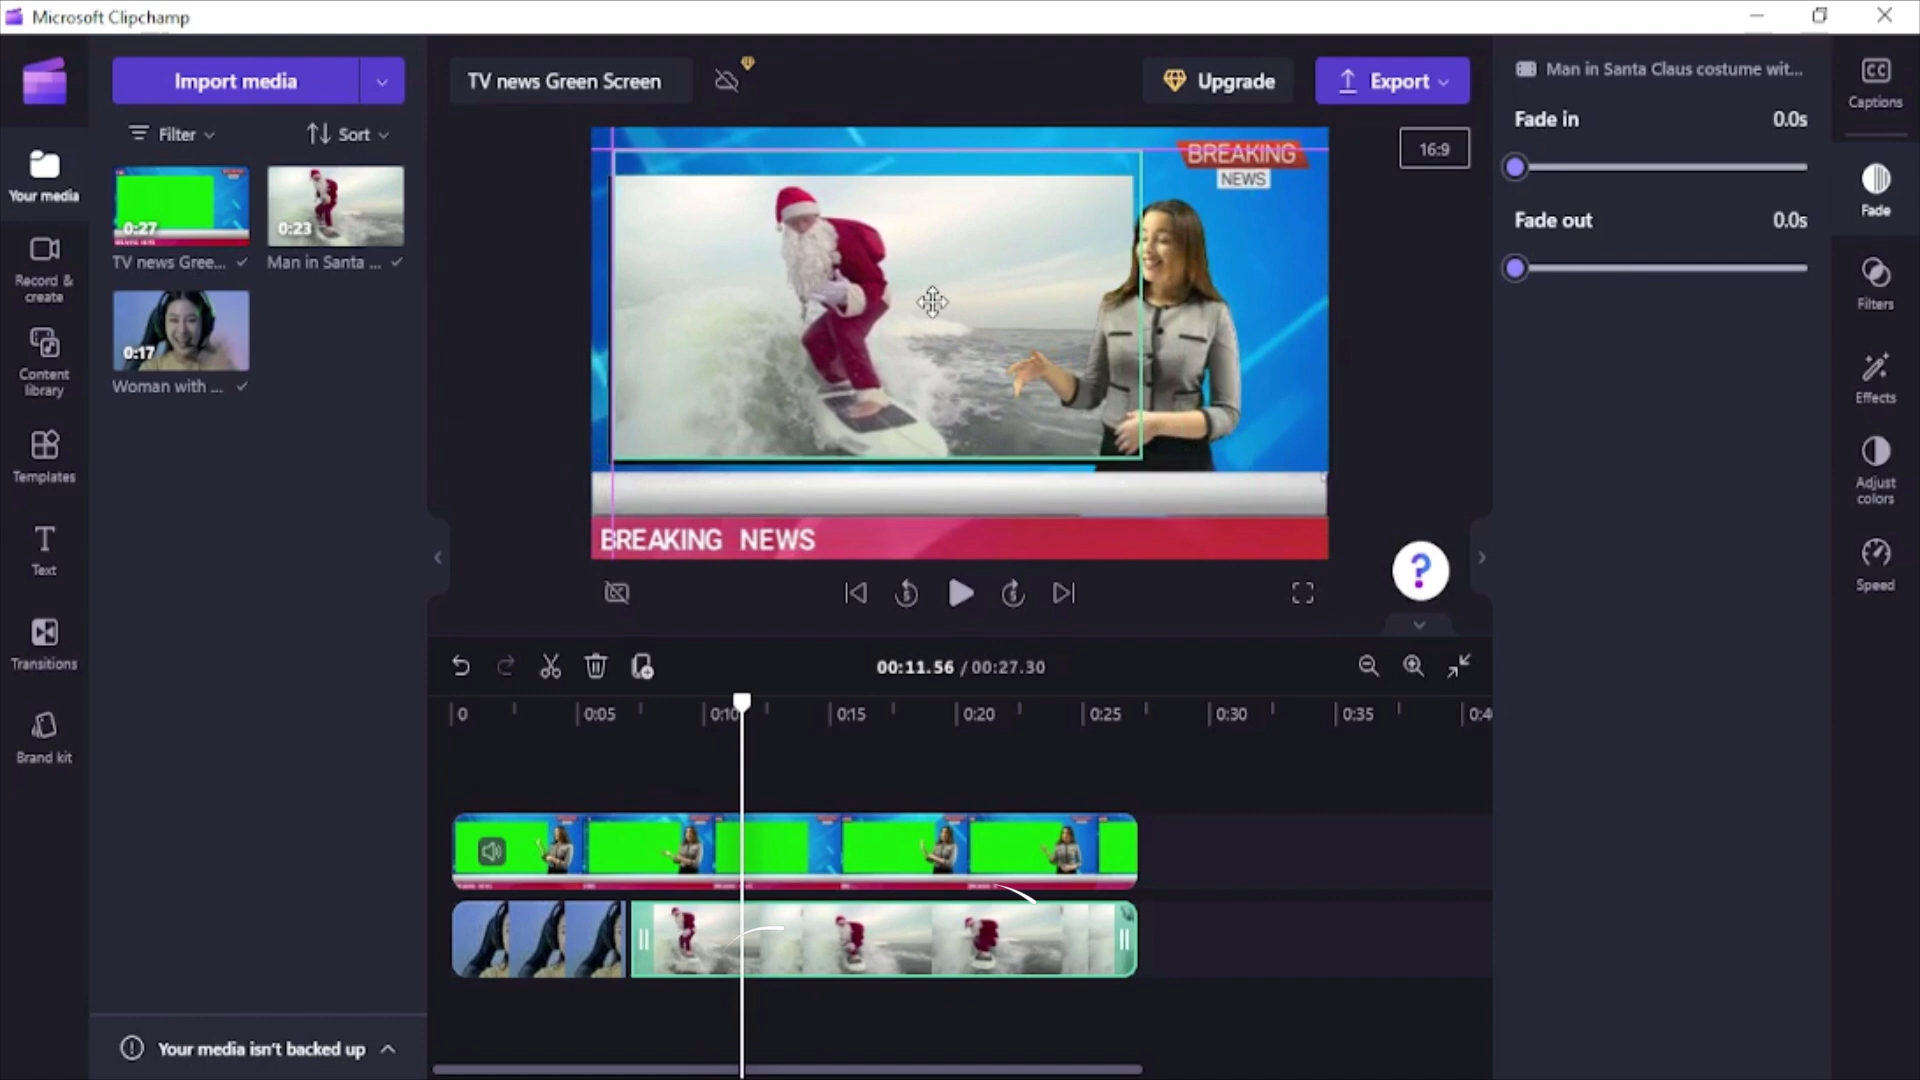 Microsoft Clipchamp
Import media
Filter
Sort
0:27
TV news Gree...
0:23
Man in Santa ...
0:17
Woman with ...
Your media
Record &
create
Content
library
Templates
Text
Transitions
Brand kit
Your media isn't backed up
TV news Green Screen
Upgrade
Export
16:9
BREAKING
NEWS
BREAKING NEWS
?
5
5
00:11.56 / 00:27.30
0
0:05
0:10
0:15
0:20
0:25
0:30
0:35
0:4
Man in Santa Claus costume wit...
Fade in
0.0s
Fade out
0.0s
CC
Captions
Fade
Filters
Effects
Adjust
colors
Speed